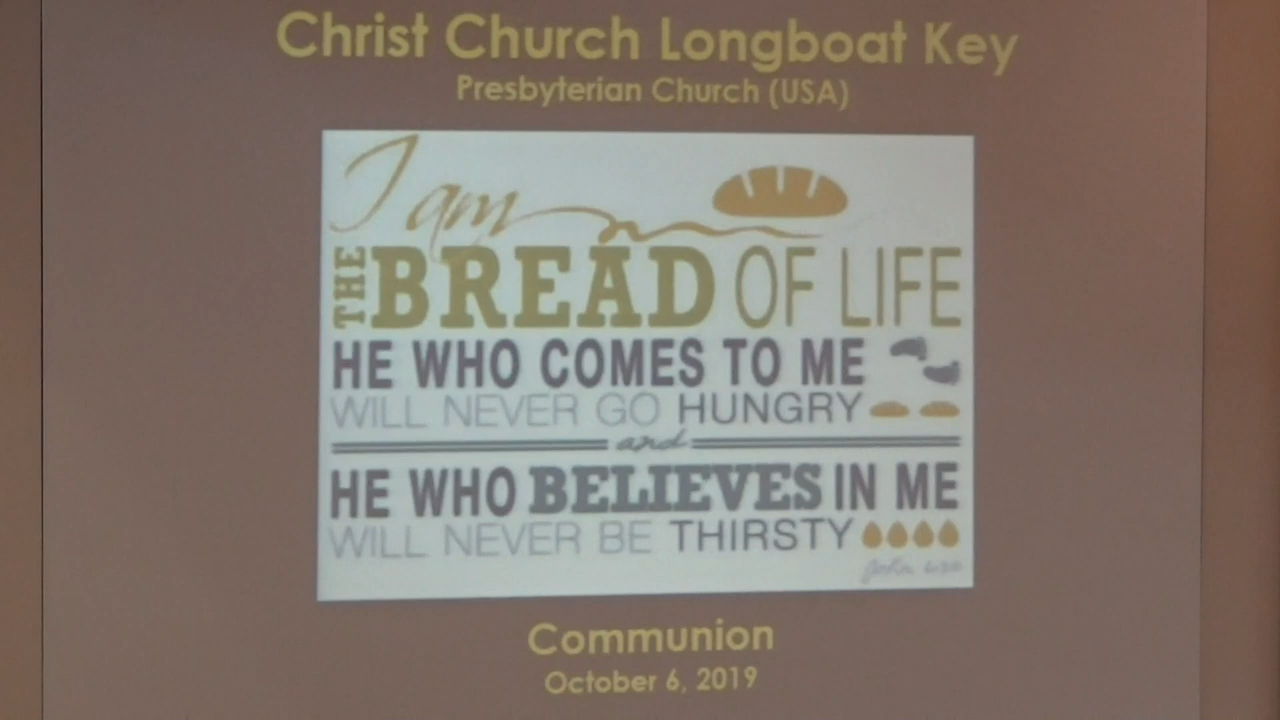 Christ Church Longboat Key
Presbyterian Church (USA)
I am
THE BREAD OF LIFE
HE WHO COMES TO ME
WILL NEVER GO HUNGRY
and
HE WHO BELIEVES IN ME
WILL NEVER BE THIRSTY
John
Communion
October 6, 2019